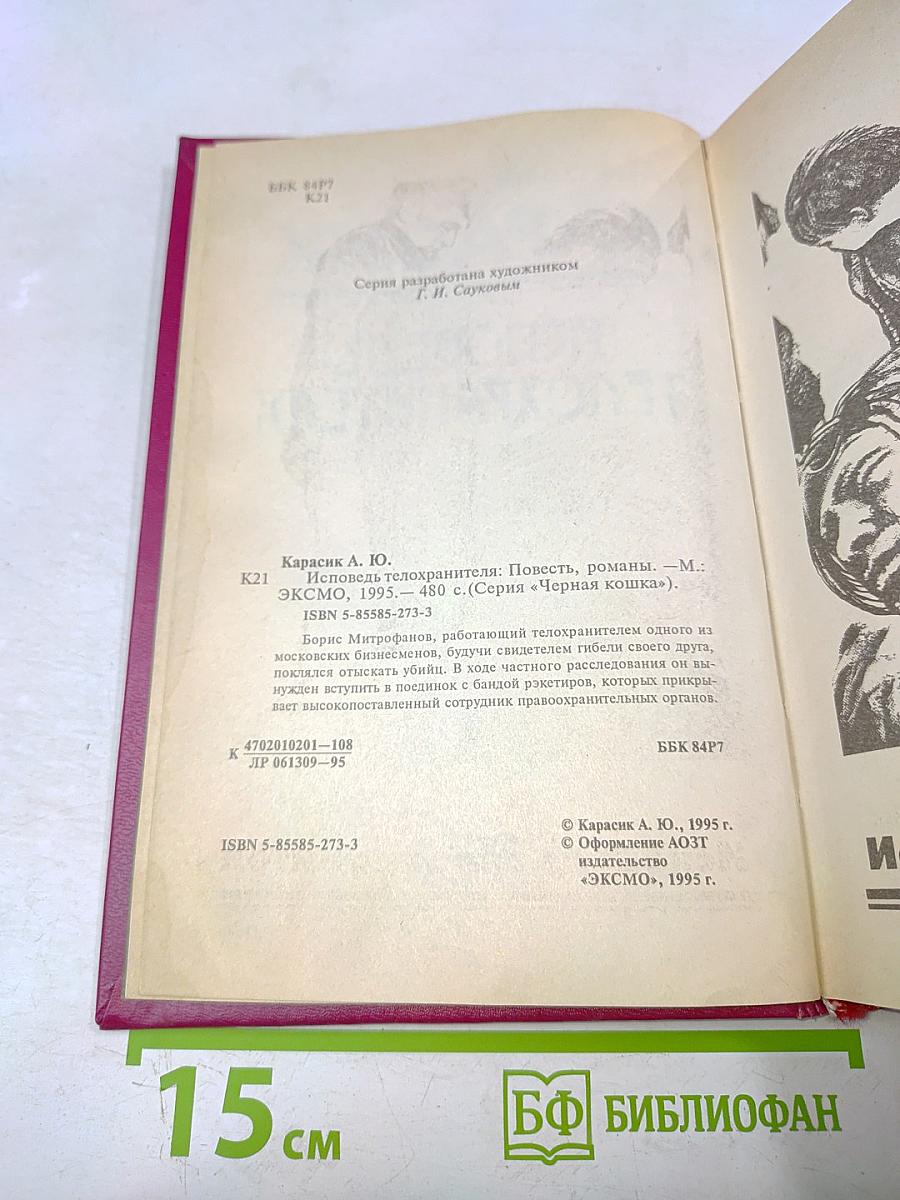 ББК 84Р7
К21
Серия разработана художником
Г. И. Сауковым
Карасик А. Ю.
К21 Исповедь телохранителя: Повесть, романы. —М.:
ЭКСМО, 1995.— 480 с.(Серия «Черная кошка»).
ISBN 5-85585-273-3
Борис Митрофанов, работающий телохранителем одного из
московских бизнесменов, будучи свидетелем гибели своего друга,
поклялся отыскать убийц. В ходе частного расследования он вы-
нужден вступить в поединок с бандой рэкетиров, которых прикры-
вает высокопоставленный сотрудник правоохранительных органов.
К 4702010201—108
ЛР 061309—95
ББК 84Р7
ISBN 5-85585-273-3
© Карасик А. Ю., 1995 г.
© Оформление АОЗТ
издательство
«ЭКСМО», 1995 г.
15 см
БФ БИБЛИОФАН